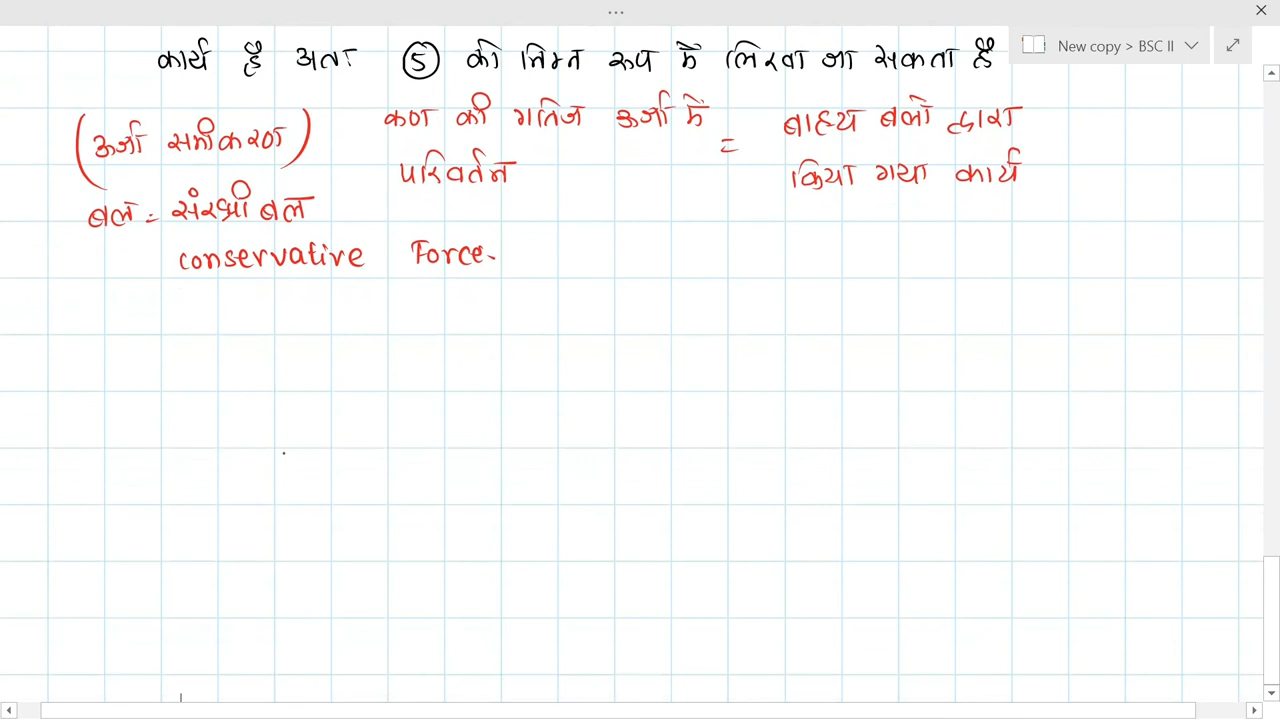 कार्य है अतः ⑤ को निम्न रूप में लिखा जा सकता है
New copy > BSC II
(ऊर्जा समीकरण) कण की गतिज ऊर्जा में = बाह्य बलों द्वारा
परिवर्तन किया गया कार्य
बल = संरक्षी बल
conservative Force-